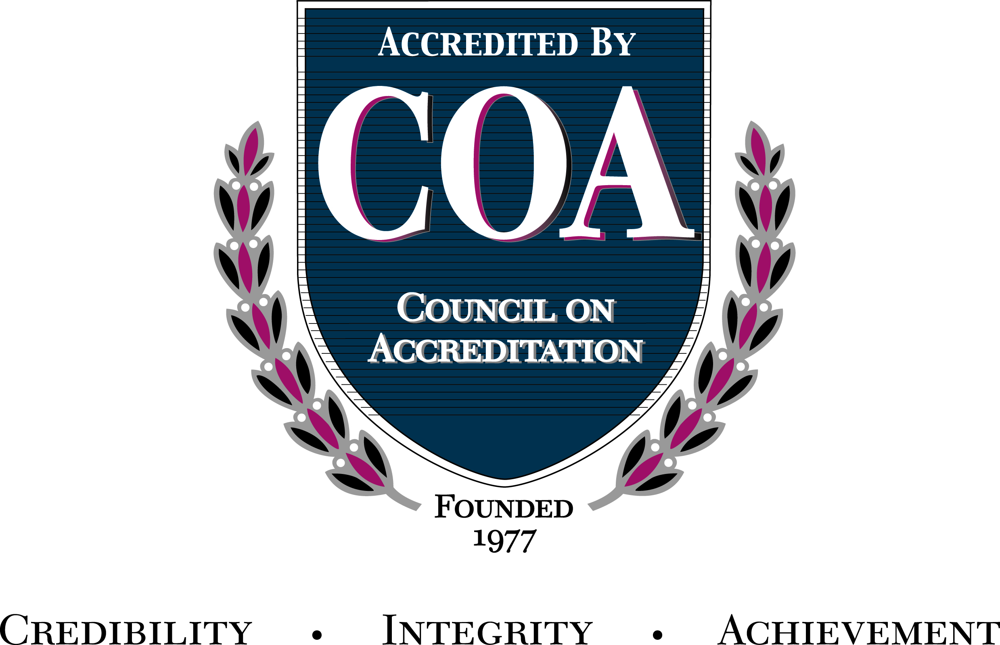 Accredited By
COA
Council on
Accreditation
Founded
1977
Credibility · Integrity · Achievement